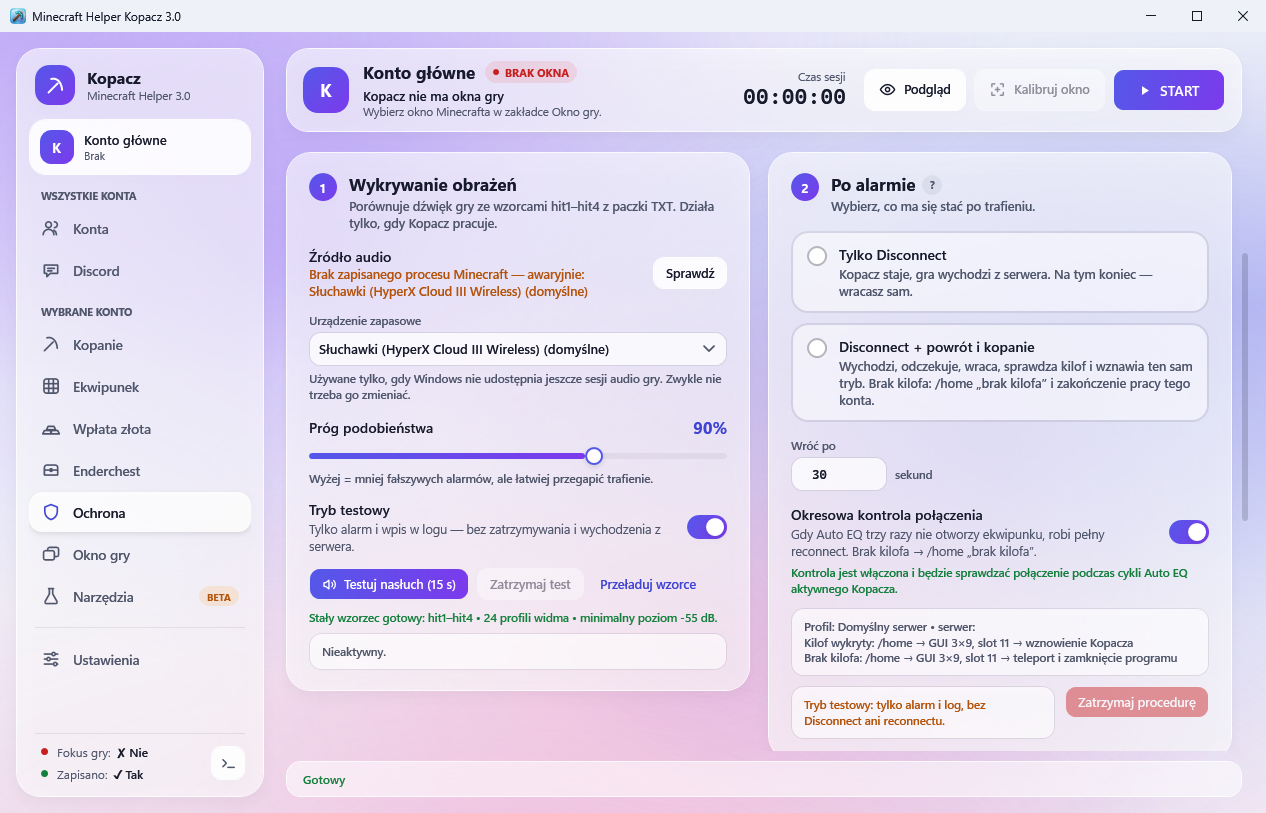 Minecraft Helper Kopacz 3.0
Kopacz
Minecraft Helper 3.0
K
Konto główne
Brak
WSZYSTKIE KONTA
Konta
Discord
WYBRANE KONTO
Kopanie
Ekwipunek
Wpłata złota
Enderchest
Ochrona
Okno gry
Narzędzia
BETA
Ustawienia
Fokus gry: ✗ Nie
Zapisano: ✓ Tak
K
Konto główne
BRAK OKNA
Kopacz nie ma okna gry
Wybierz okno Minecrafta w zakładce Okno gry.
Czas sesji
00:00:00
Podgląd
Kalibruj okno
START
1
Wykrywanie obrażeń
Porównuje dźwięk gry ze wzorcami hit1–hit4 z paczki TXT. Działa
tylko, gdy Kopacz pracuje.
Źródło audio
Brak zapisanego procesu Minecraft — awaryjnie:
Słuchawki (HyperX Cloud III Wireless) (domyślne)
Sprawdź
Urządzenie zapasowe
Słuchawki (HyperX Cloud III Wireless) (domyślne)
Używane tylko, gdy Windows nie udostępnia jeszcze sesji audio gry. Zwykle nie
trzeba go zmieniać.
Próg podobieństwa
90%
Wyżej = mniej fałszywych alarmów, ale łatwiej przegapić trafienie.
Tryb testowy
Tylko alarm i wpis w logu — bez zatrzymywania i wychodzenia z
serwera.
Testuj nasłuch (15 s)
Zatrzymaj test
Przeładuj wzorce
Stały wzorzec gotowy: hit1–hit4 • 24 profili widma • minimalny poziom -55 dB.
Nieaktywny.
2
Po alarmie
?
Wybierz, co ma się stać po trafieniu.
Tylko Disconnect
Kopacz staje, gra wychodzi z serwera. Na tym koniec —
wracasz sam.
Disconnect + powrót i kopanie
Wychodzi, odczekuje, wraca, sprawdza kilof i wznawia ten sam
tryb. Brak kilofa: /home „brak kilofa” i zakończenie pracy tego
konta.
Wróć po
30
sekund
Okresowa kontrola połączenia
Gdy Auto EQ trzy razy nie otworzy ekwipunku, robi pełny
reconnect. Brak kilofa → /home „brak kilofa”.
Kontrola jest włączona i będzie sprawdzać połączenie podczas cykli Auto EQ
aktywnego Kopacza.
Profil: Domyślny serwer • serwer:
Kilof wykryty: /home → GUI 3×9, slot 11 → wznowienie Kopacza
Brak kilofa: /home → GUI 3×9, slot 11 → teleport i zamknięcie programu
Tryb testowy: tylko alarm i log, bez
Disconnect ani reconnectu.
Zatrzymaj procedurę
Gotowy